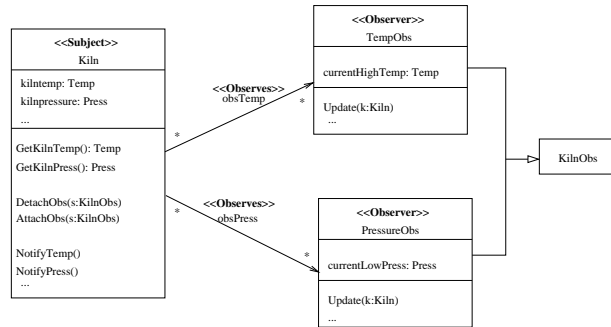 <<Subject>>
Kiln
kilntemp: Temp
kilnpressure: Press
...
GetKilnTemp(): Temp
GetKilnPress(): Press
DetachObs(s:KilnObs)
AttachObs(s:KilnObs)
NotifyTemp()
NotifyPress()
...
<<Observes>>
obsTemp
*
*
<<Observes>>
obsPress
*
*
<<Observer>>
TempObs
currentHighTemp: Temp
Update(k:Kiln)
...
<<Observer>>
PressureObs
currentLowPress: Press
Update(k:Kiln)
...
KilnObs